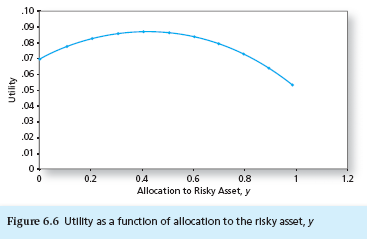 .10
.09
.08
.07
.06
.05
.04
.03
.02
.01
0
Utility
0 0.2 0.4 0.6 0.8 1 1.2
Allocation to Risky Asset, y
Figure 6.6 Utility as a function of allocation to the risky asset, y